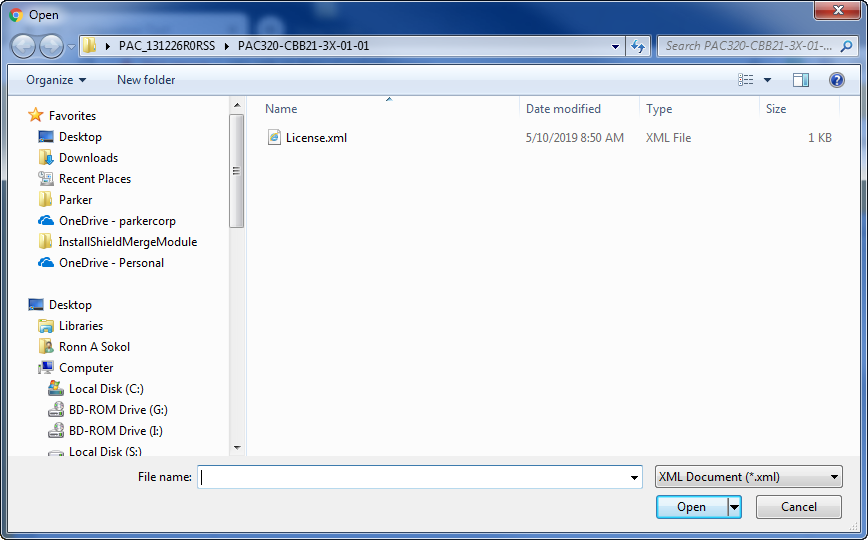 Open
PAC_131226R0RSS PAC320-CBB21-3X-01-01 Search PAC320-CBB21-3X-01-...
Organize New folder
Favorites
Desktop
Downloads
Recent Places
Parker
OneDrive - parkercorp
InstallShieldMergeModule
OneDrive - Personal
Desktop
Libraries
Ronn A Sokol
Computer
Local Disk (C:)
BD-ROM Drive (G:)
BD-ROM Drive (I:)
Local Disk (S:)
Name Date modified Type Size
License.xml 5/10/2019 8:50 AM XML File 1 KB
File name: XML Document (*.xml)
Open Cancel